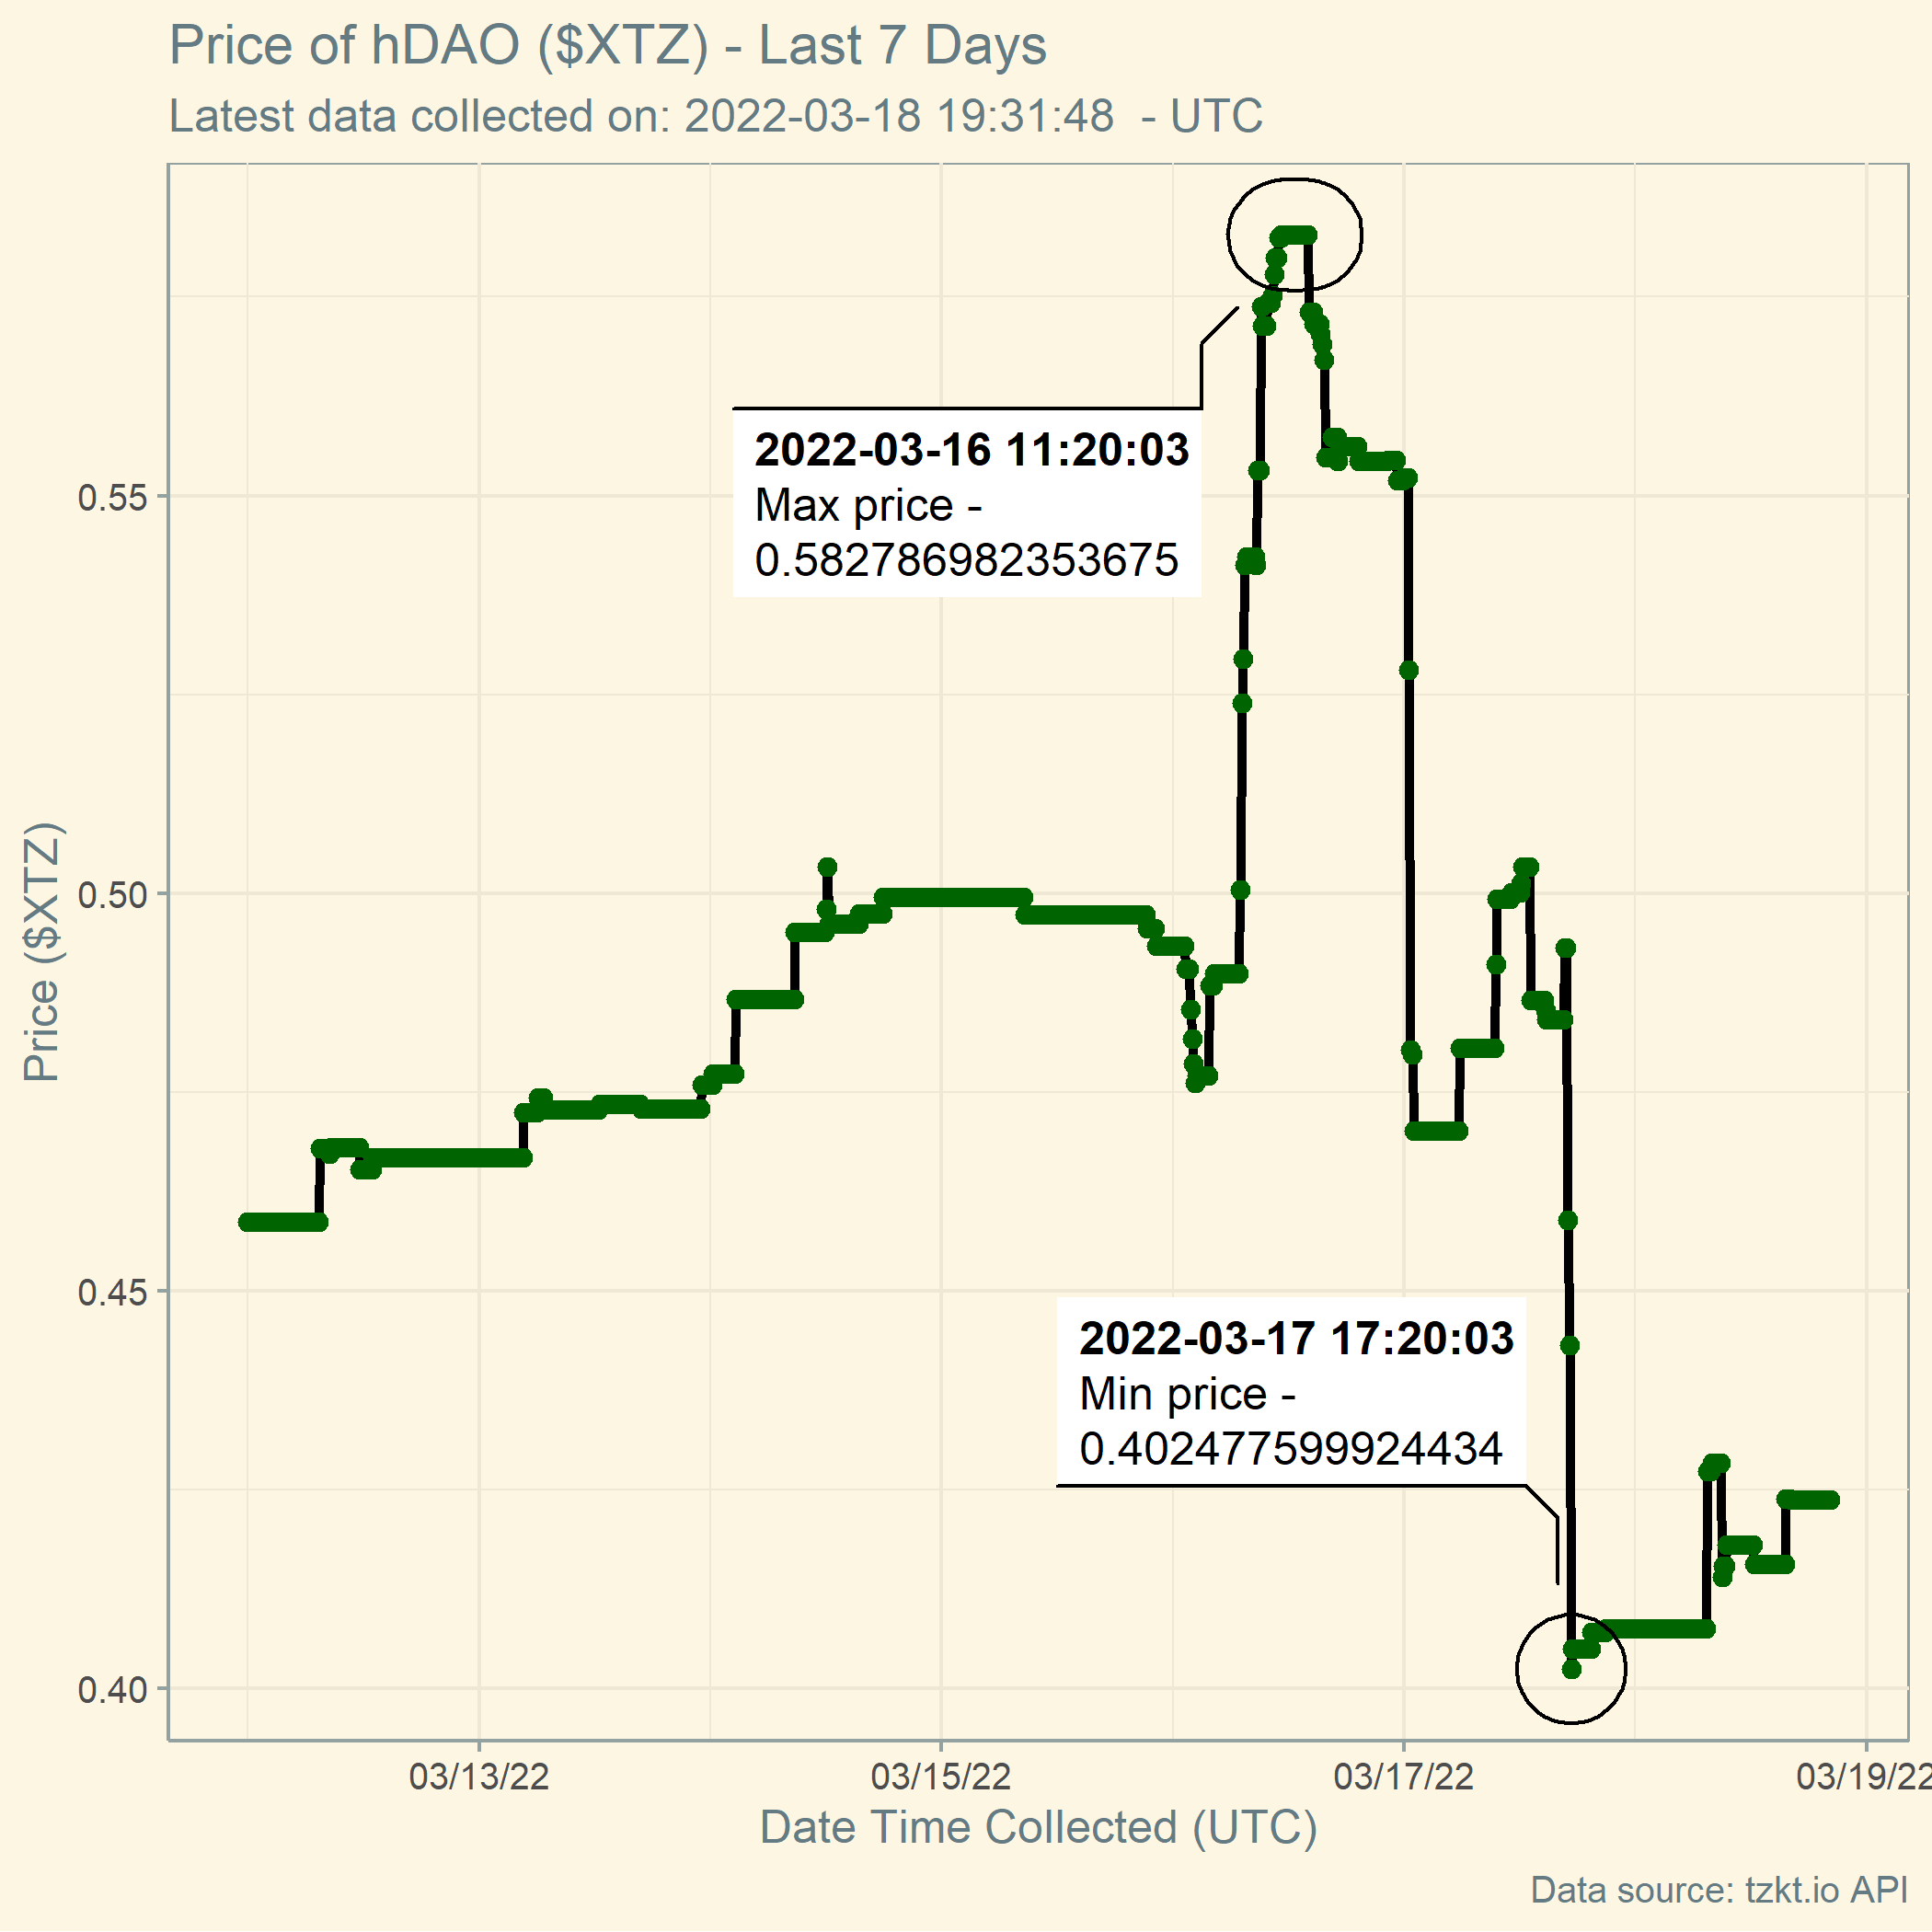 Price of hDAO ($XTZ) - Last 7 Days
Latest data collected on: 2022-03-18 19:31:48  - UTC
2022-03-16 11:20:03
Max price -
0.582786982353675
0.55
0.50
Price ($XTZ)
0.45
2022-03-17 17:20:03
Min price -
0.402477599924434
0.40
03/13/22
03/15/22
03/17/22
03/19/22
Date Time Collected (UTC)
Data source: tzkt.io API